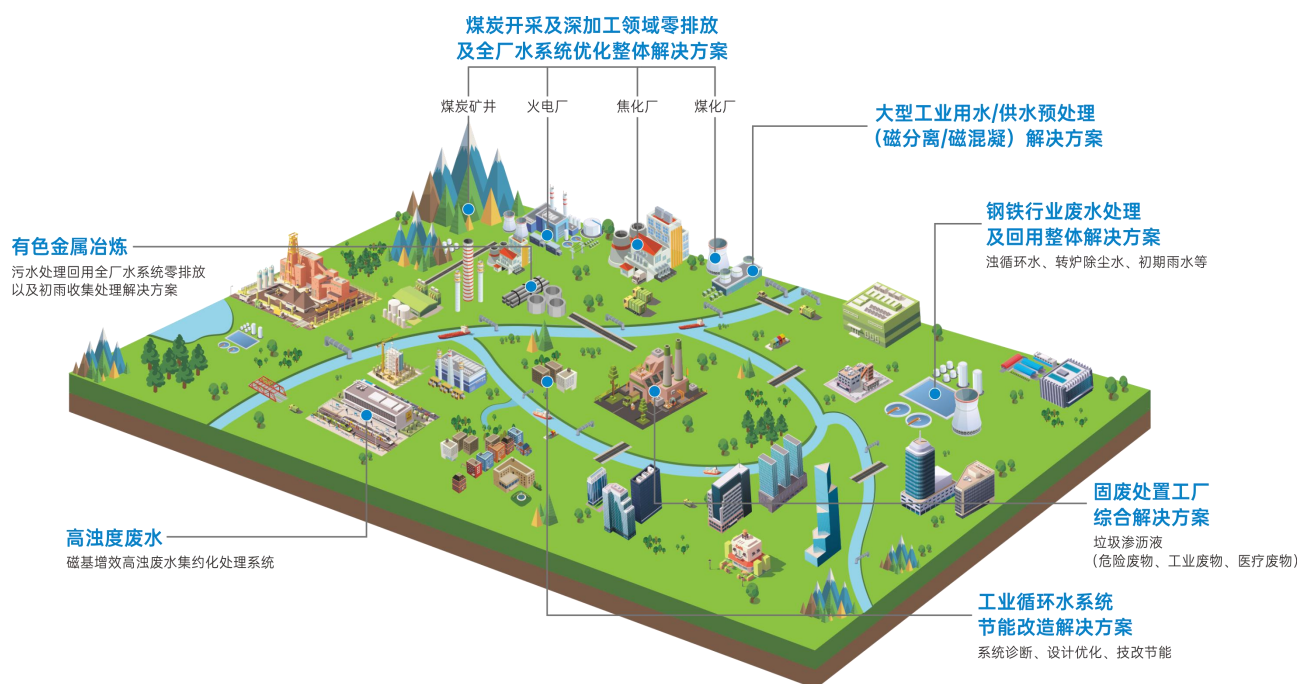 煤炭开采及深加工领域零排放
及全厂水系统优化整体解决方案
煤炭矿井
火电厂
焦化厂
煤化厂
大型工业用水/供水预处理
(磁分离/磁混凝）解决方案
钢铁行业废水处理
及回用整体解决方案
浊循环水、转炉除尘水、初期雨水等
有色金属冶炼
污水处理回用全厂水系统零排放
以及初雨收集处理解决方案
高浊度废水
磁基增效高浊废水集约化处理系统
固废处置工厂
综合解决方案
垃圾渗沥液
(危险废物、工业废物、医疗废物)
工业循环水系统
节能改造解决方案
系统诊断、设计优化、技改节能